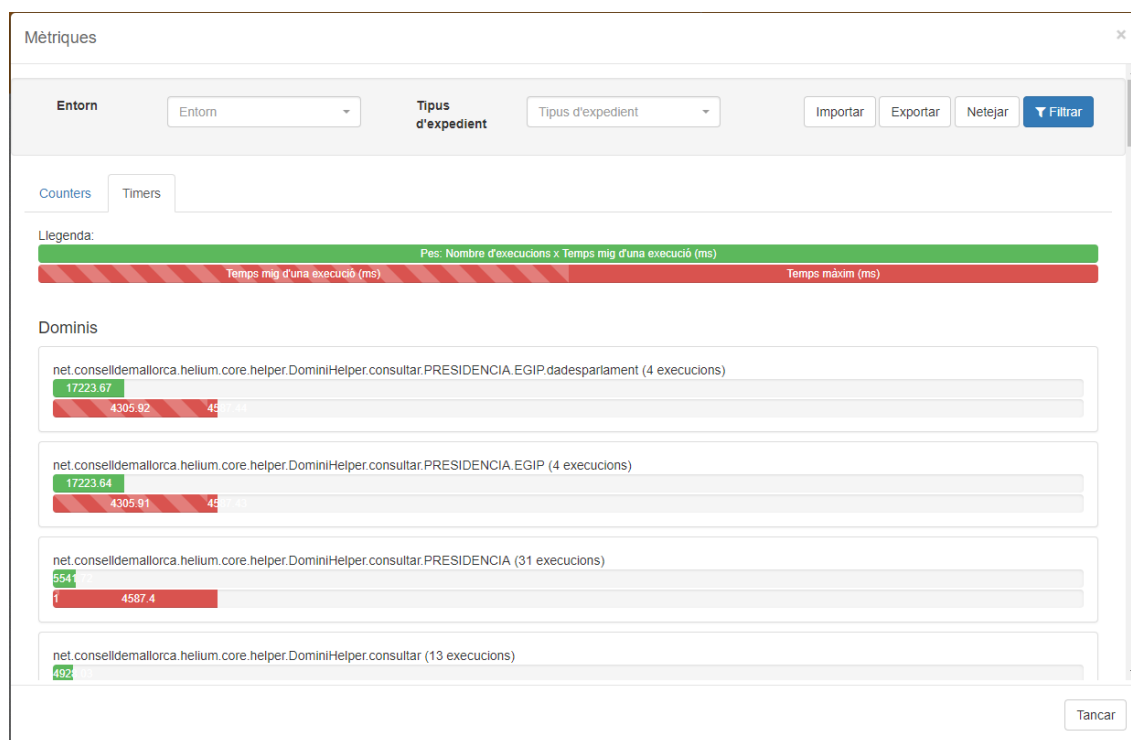 Mètriques ×
Entorn Entorn Tipus d'expedient Tipus d'expedient Importar Exportar Netejar Filtrar
Counters Timers
Llegenda:
Pes: Nombre d'execucions x Temps mig d'una execució (ms)
Temps mig d'una execució (ms) Temps màxim (ms)
Dominis
net.conselldemallorca.helium.core.helper.DominiHelper.consultar.PRESIDENCIA.EGIP.dadesparlament (4 execucions)
17223.67
4305.92
net.conselldemallorca.helium.core.helper.DominiHelper.consultar.PRESIDENCIA.EGIP (4 execucions)
17223.64
4305.91
net.conselldemallorca.helium.core.helper.DominiHelper.consultar.PRESIDENCIA (31 execucions)
4587.4
net.conselldemallorca.helium.core.helper.DominiHelper.consultar (13 execucions)
Tancar